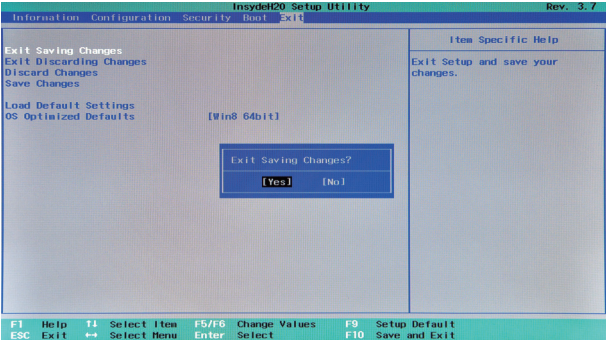 InsydeH20 Setup Utility Rev. 3.7
Information Configuration Security Boot Exit
Item Specific Help
Exit Saving Changes
Exit Discarding Changes
Discard Changes
Save Changes
Load Default Settings
OS Optimized Defaults [Win8 64bit]
Exit Setup and save your
changes.
Exit Saving Changes?
[Yes] [No]
F1 Help ↑↓ Select Item F5/F6 Change Values F9 Setup Default
ESC Exit ↔ Select Menu Enter Select F10 Save and Exit